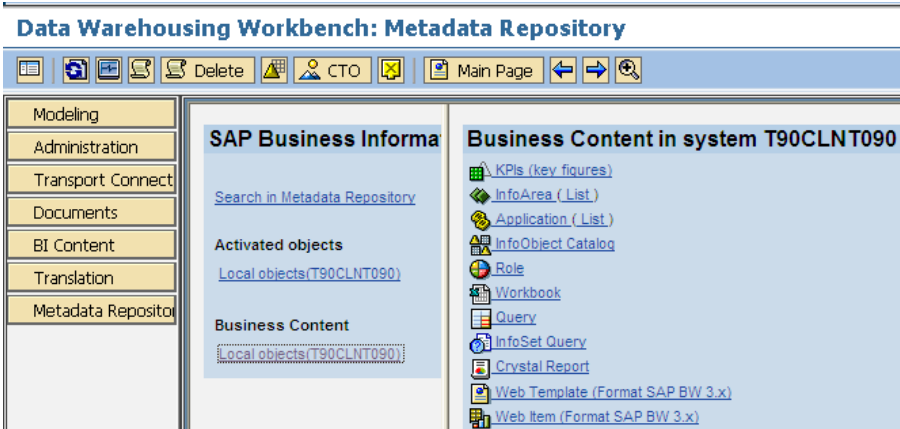 Data Warehousing Workbench: Metadata Repository
Delete CTO Main Page
Modeling
Administration
Transport Connect
Documents
BI Content
Translation
Metadata Reposito
SAP Business Informa
Search in Metadata Repository
Activated objects
Local objects(T90CLNT090)
Business Content
Local objects(T90CLNT090)
Business Content in system T90CLNT090
KPIs (key figures)
InfoArea ( List )
Application ( List )
InfoObject Catalog
Role
Workbook
Query
InfoSet Query
Crystal Report
Web Template (Format SAP BW 3.x)
Web Item (Format SAP BW 3.x)